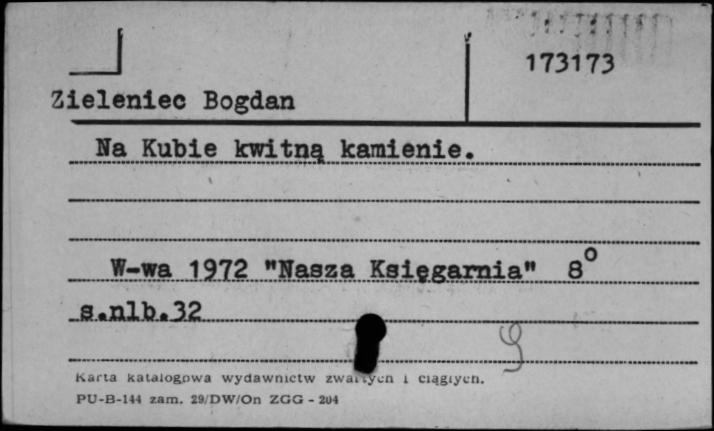 173173
Zieleniec Bogdan
Na Kubie kwitną kamienie.
W-wa 1972 "Nasza Księgarnia" 8°
s.nlb.32
Karta katalogowa wydawnictw zwartych i ciągłych.
PU-B-144 zam. 29/DW/On ZGG - 204